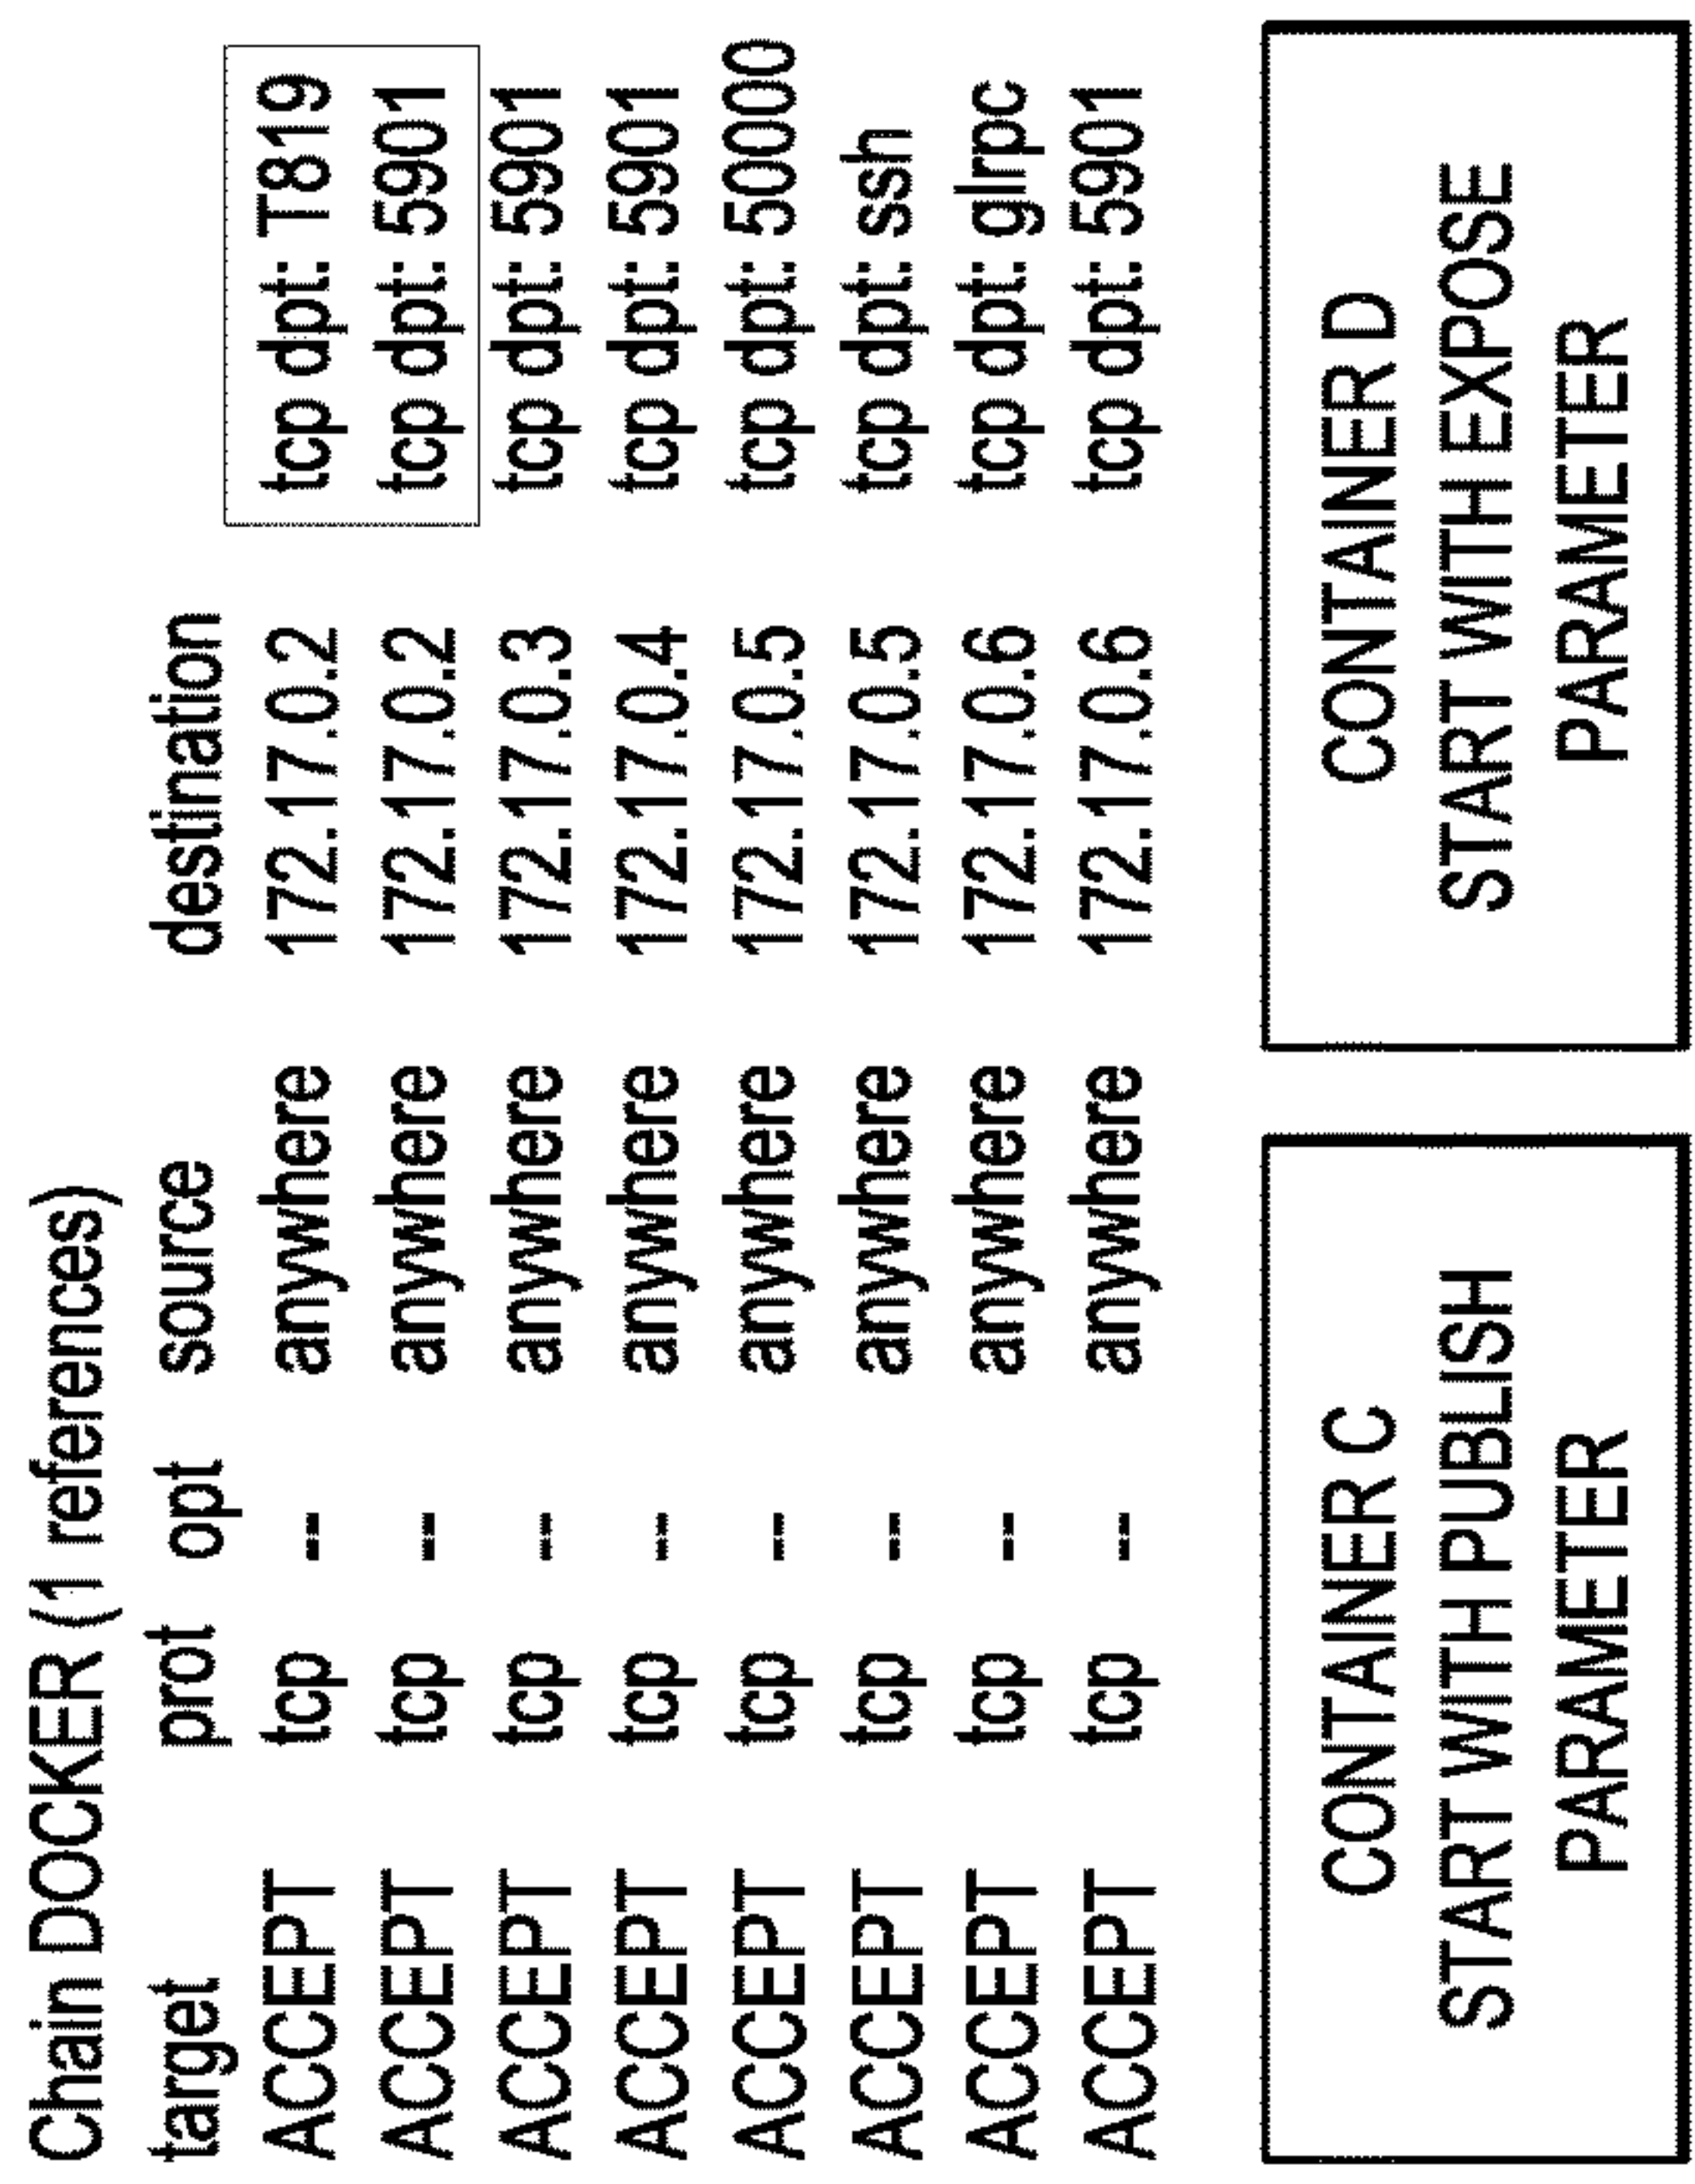 Chain DOCKER (1 references)
target prot opt source destination
ACCEPT tcp -- anywhere 172.17.0.2 tcp dpt: T819
ACCEPT tcp -- anywhere 172.17.0.2 tcp dpt: 5901
ACCEPT tcp -- anywhere 172.17.0.3 tcp dpt: 5901
ACCEPT tcp -- anywhere 172.17.0.4 tcp dpt: 5901
ACCEPT tcp -- anywhere 172.17.0.5 tcp dpt: 50000
ACCEPT tcp -- anywhere 172.17.0.5 tcp dpt: ssh
ACCEPT tcp -- anywhere 172.17.0.6 tcp dpt: glrpc
ACCEPT tcp -- anywhere 172.17.0.6 tcp dpt: 5901
CONTAINER C
START WITH PUBLISH
PARAMETER
CONTAINER D
START WITH EXPOSE
PARAMETER